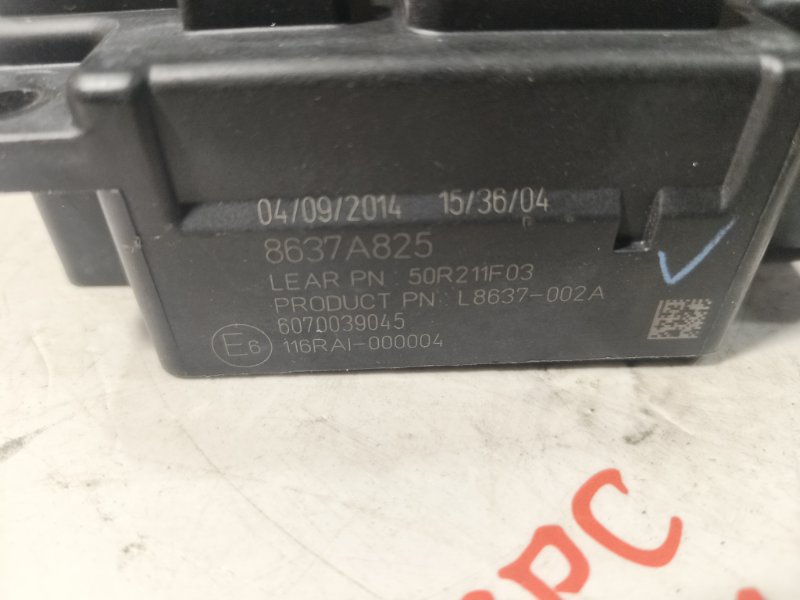 04/09/2014 15/36/04
8637A825
LEAR PN: 50R211F03
PRODUCT PN: L8637-002A
6070039045
E6 116RAI-000004